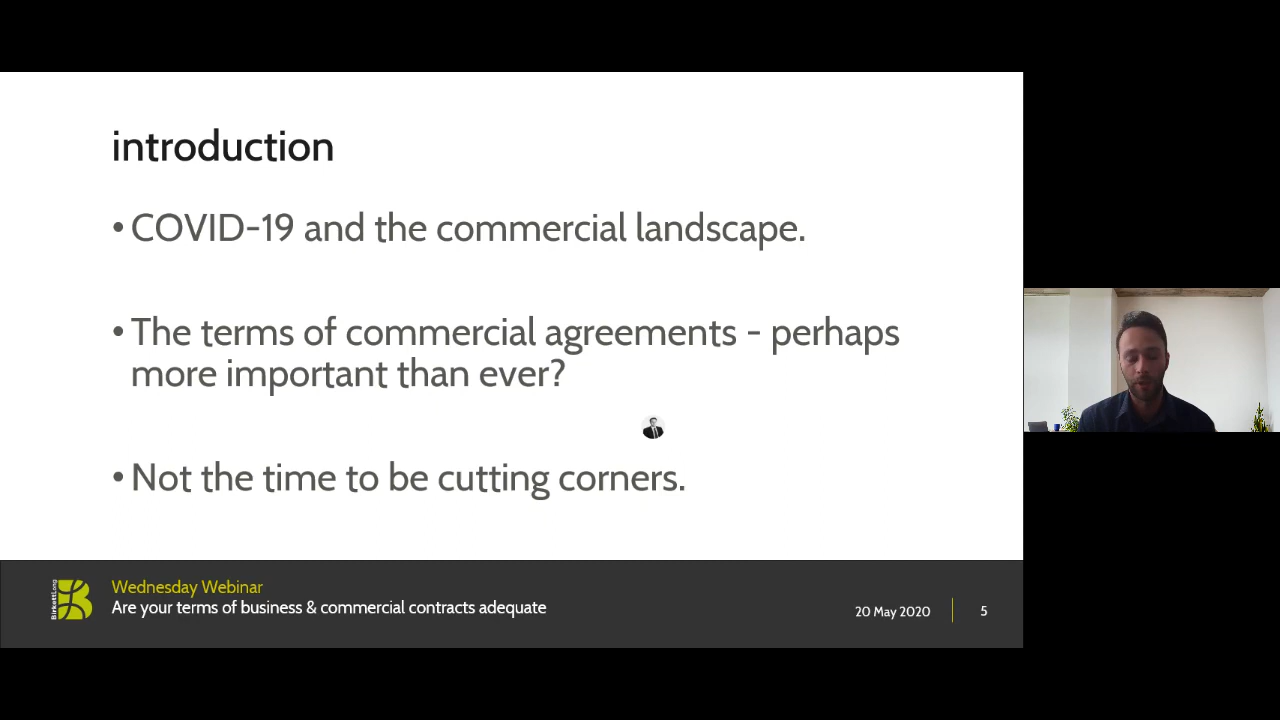 introduction
• COVID-19 and the commercial landscape.
• The terms of commercial agreements - perhaps
more important than ever?
• Not the time to be cutting corners.
BirkettLong
Wednesday Webinar
Are your terms of business & commercial contracts adequate
20 May 2020
5